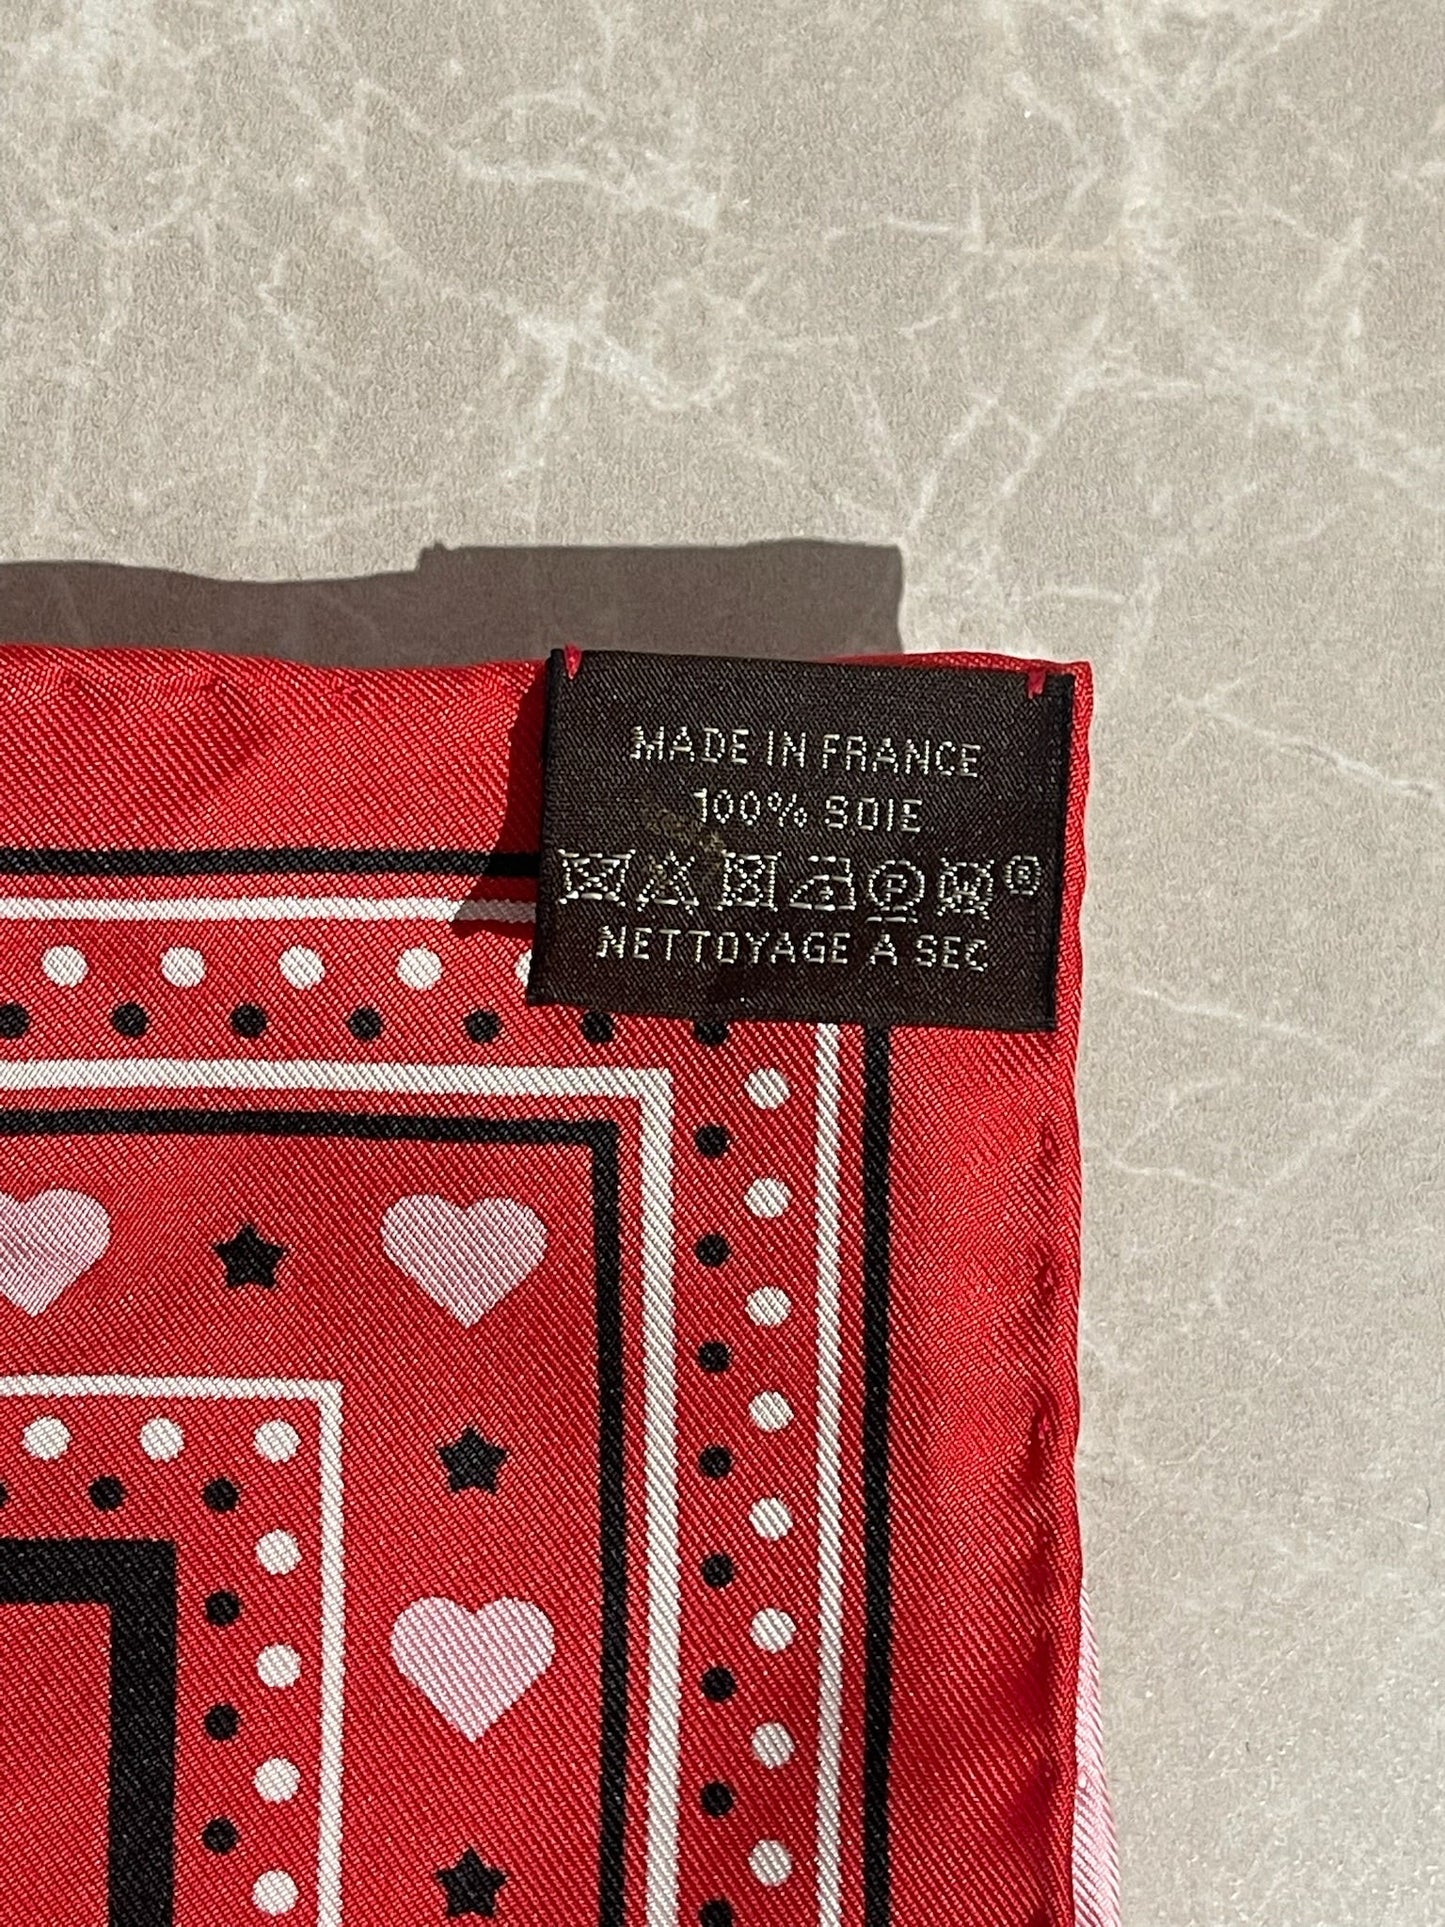 MADE IN FRANCE
100% SOIE
P ®
NETTOYAGE A SEC